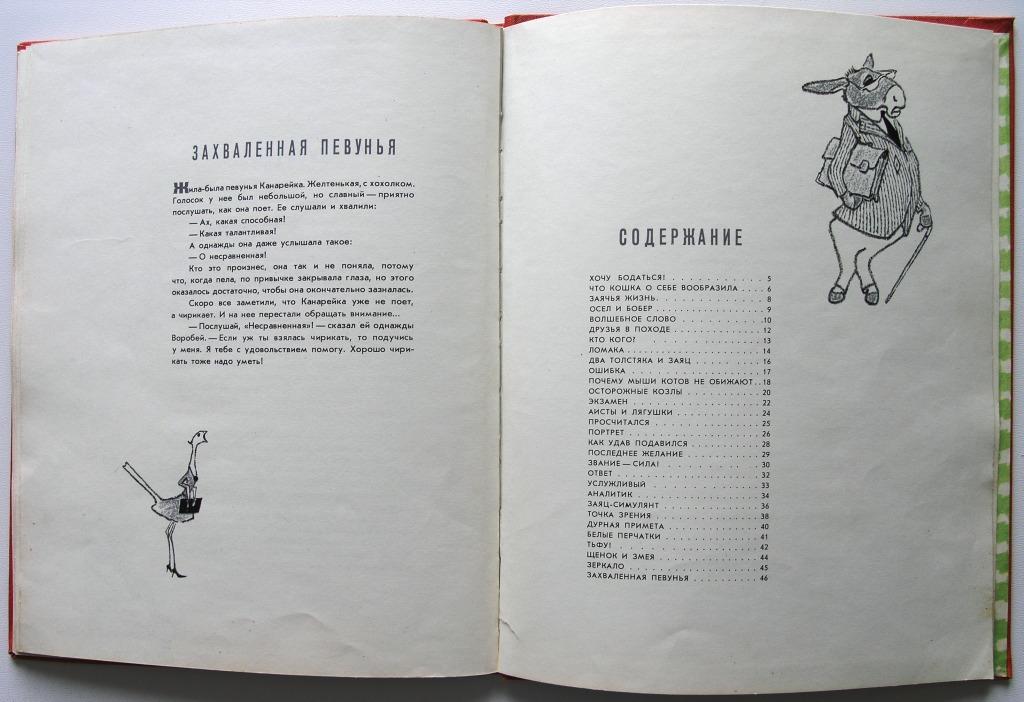 ЗАХВАЛЕННАЯ ПЕВУНЬЯ
Жила-была певунья Канарейка. Желтенькая, с хохолком.
Голосок у нее был небольшой, но славный — приятно
послушать, как она поет. Ее слушали и хвалили:
— Ах, какая способная!
— Какая талантливая!
А однажды она даже услышала такое:
— О несравненная!
Кто это произнес, она так и не поняла, потому
что, когда пела, по привычке закрывала глаза, но этого
оказалось достаточно, чтобы она окончательно зазналась.
Скоро все заметили, что Канарейка уже не поет,
а чирикает. И на нее перестали обращать внимание...
— Послушай, «Несравненная»! — сказал ей однажды
Воробей. — Если уж ты взялась чирикать, то подучись
у меня. Я тебе с удовольствием помогу. Хорошо чири-
кать тоже надо уметь!
СОДЕРЖАНИЕ
ХОЧУ БОДАТЬСЯ! . . . . . . . . . . 5
ЧТО КОШКА О СЕБЕ ВООБРАЗИЛА . . . . 6
ЗАЯЧЬЯ ЖИЗНЬ. . . . . . . . . . . 8
ОСЕЛ И БОБЕР . . . . . . . . . . . 9
ВОЛШЕБНОЕ СЛОВО . . . . . . . . . 10
ДРУЗЬЯ В ПОХОДЕ . . . . . . . . . 12
КТО КОГО? . . . . . . . . . . . 13
ЛОМАКА . . . . . . . . . . . . . 14
ДВА ТОЛСТЯКА И ЗАЯЦ . . . . . . . 16
ОШИБКА . . . . . . . . . . . . . 17
ПОЧЕМУ МЫШИ КОТОВ НЕ ОБИЖАЮТ . . 18
ОСТОРОЖНЫЕ КОЗЛЫ . . . . . . . . 20
ЭКЗАМЕН . . . . . . . . . . . . . 22
АИСТЫ И ЛЯГУШКИ . . . . . . . . . 24
ПРОСЧИТАЛСЯ . . . . . . . . . . . 25
ПОРТРЕТ . . . . . . . . . . . . . 26
КАК УДАВ ПОДАВИЛСЯ . . . . . . . . 28
ПОСЛЕДНЕЕ ЖЕЛАНИЕ . . . . . . . . 29
ЗВАНИЕ — СИЛА! . . . . . . . . . . 30
ОТВЕТ . . . . . . . . . . . . . . 32
УСЛУЖЛИВЫЙ . . . . . . . . . . . 33
АНАЛИТИК . . . . . . . . . . . . 34
ЗАЯЦ-СИМУЛЯНТ . . . . . . . . . . 36
ТОЧКА ЗРЕНИЯ . . . . . . . . . . 38
ДУРНАЯ ПРИМЕТА . . . . . . . . . 40
БЕЛЫЕ ПЕРЧАТКИ . . . . . . . . . 41
ТЬФУ! . . . . . . . . . . . . . . 42
ЩЕНОК И ЗМЕЯ . . . . . . . . . . 44
ЗЕРКАЛО . . . . . . . . . . . . . 45
ЗАХВАЛЕННАЯ ПЕВУНЬЯ . . . . . . . 46